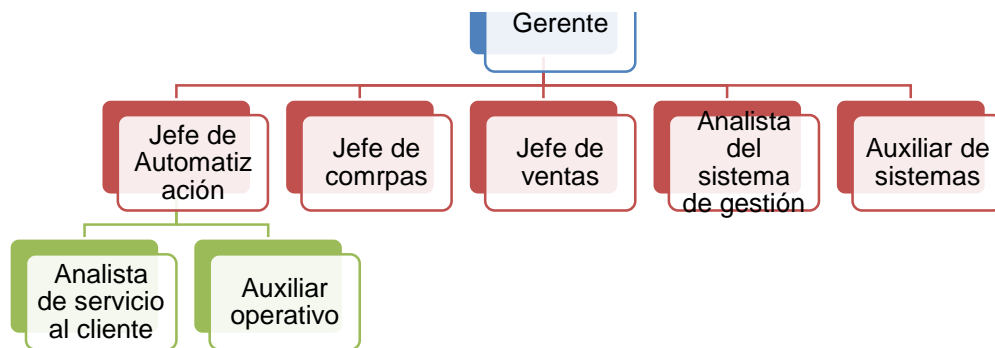 Gerente
Jefe de
Automatiz
ación
Jefe de
comrpas
Jefe de
ventas
Analista
del
sistema
de gestión
Auxiliar de
sistemas
Analista
de servicio
al cliente
Auxiliar
operativo